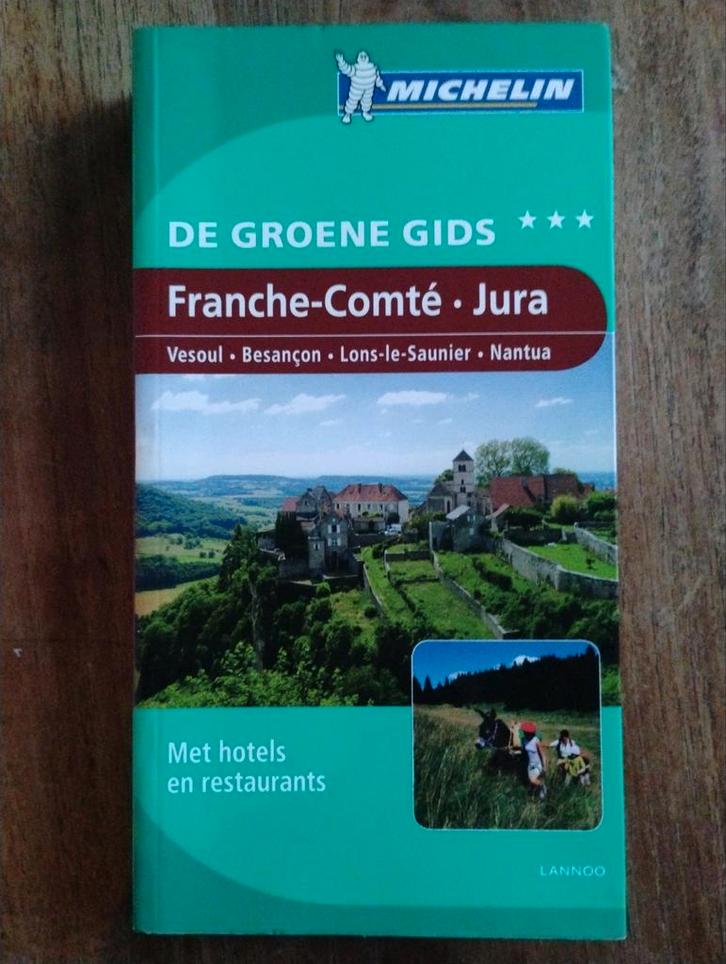 MICHELIN
DE GROENE GIDS
Franche-Comté • Jura
Vesoul • Besançon • Lons-le-Saunier • Nantua
Met hotels
en restaurants
LANNOO